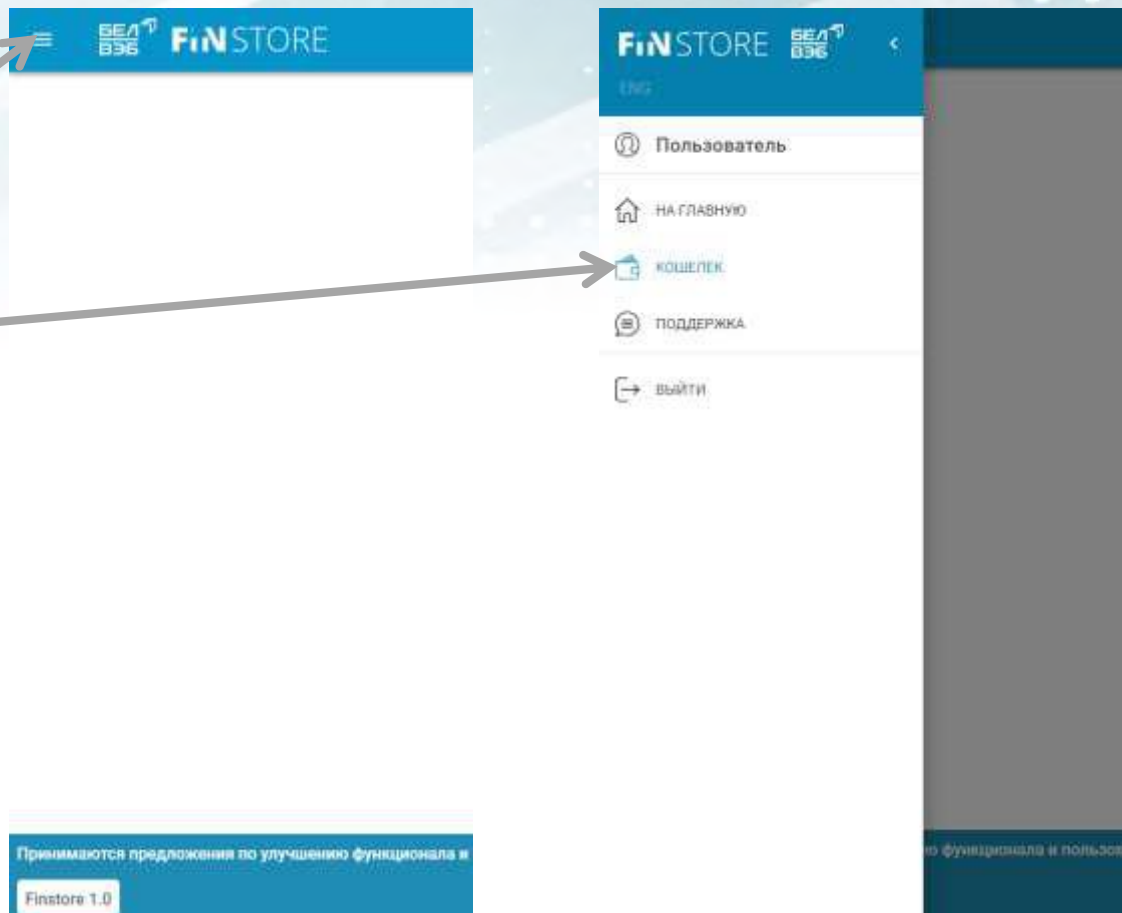 БЕЛ
ВЭБ
FiNSTORE
Принимаются предложения по улучшению функционала и
Finstore 1.0
FiNSTORE
БЕЛ
ВЭБ
ENG
Пользователь
НА ГЛАВНУЮ
КОШЕЛЕК
ПОДДЕРЖКА
ВЫЙТИ
функционала и пользов